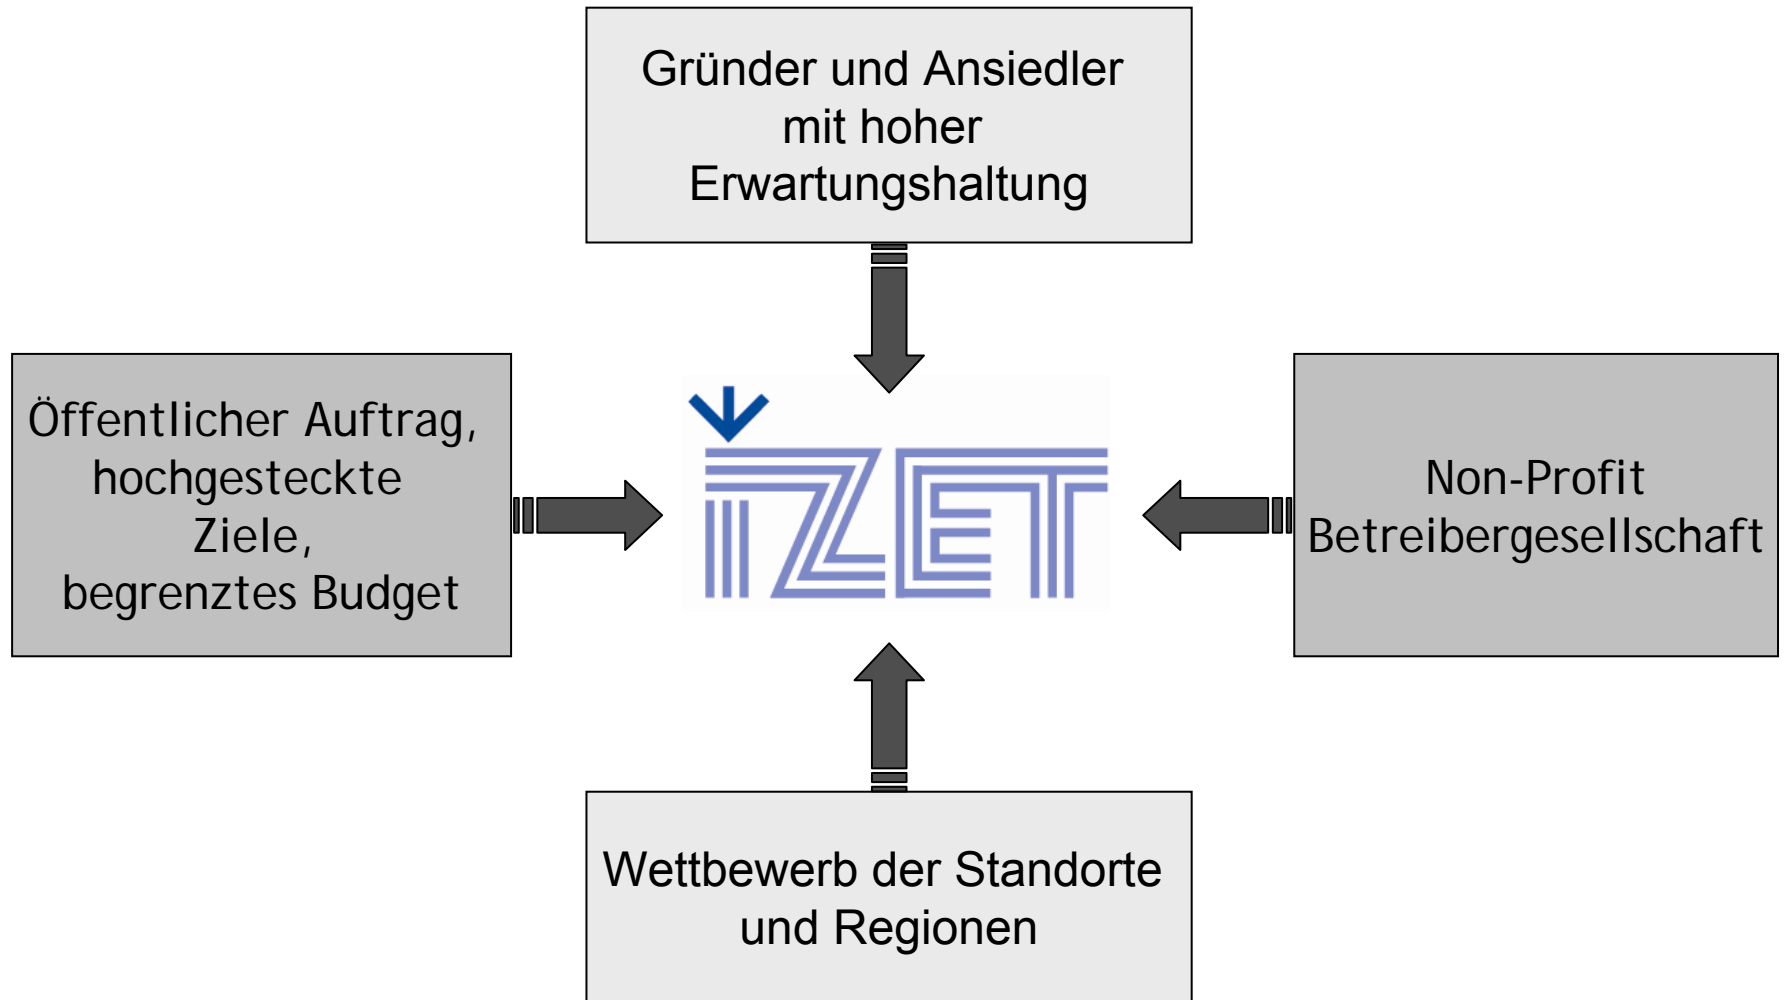 Gründer und Ansiedler
mit hoher
Erwartungshaltung
Öffentlicher Auftrag,
hochgesteckte
Ziele,
begrenztes Budget
iZET
Non-Profit
Betreibergesellschaft
Wettbewerb der Standorte
und Regionen